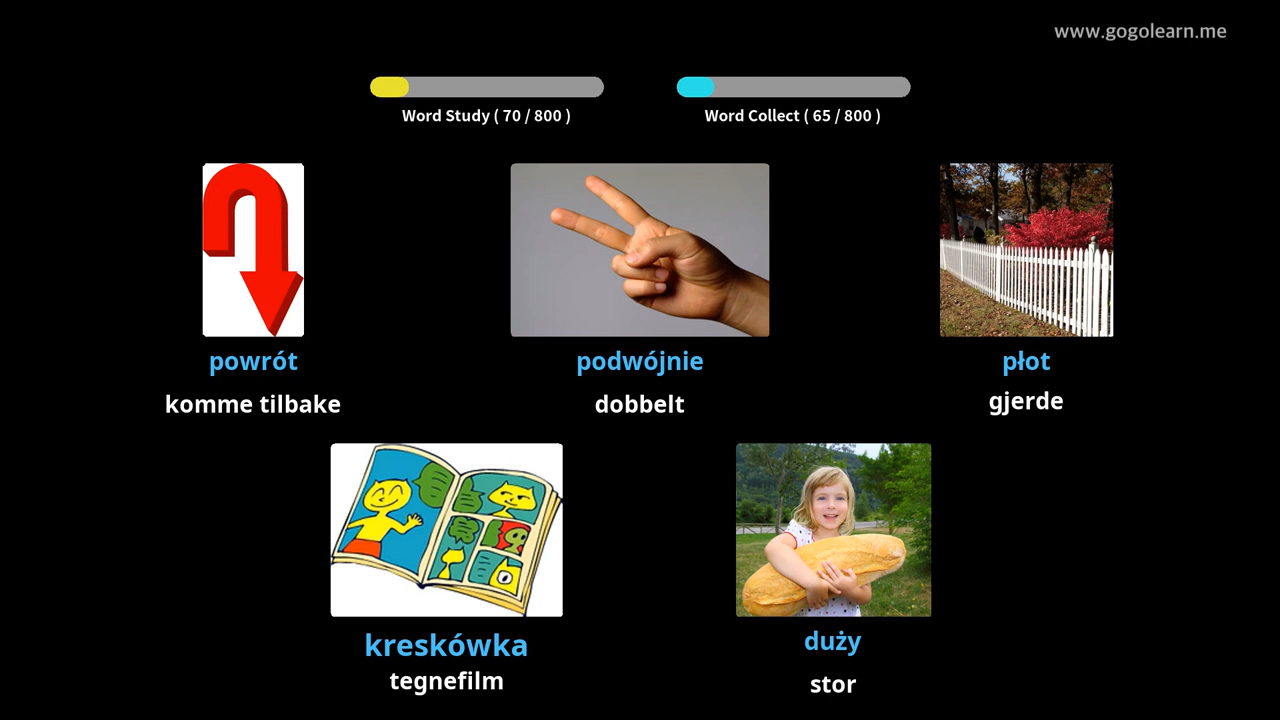 www.gogolearn.me
Word Study ( 70 / 800 )
Word Collect ( 65 / 800 )
powrót
podwójnie
płot
komme tilbake
dobbelt
gjerde
kreskówka
duży
tegnefilm
stor